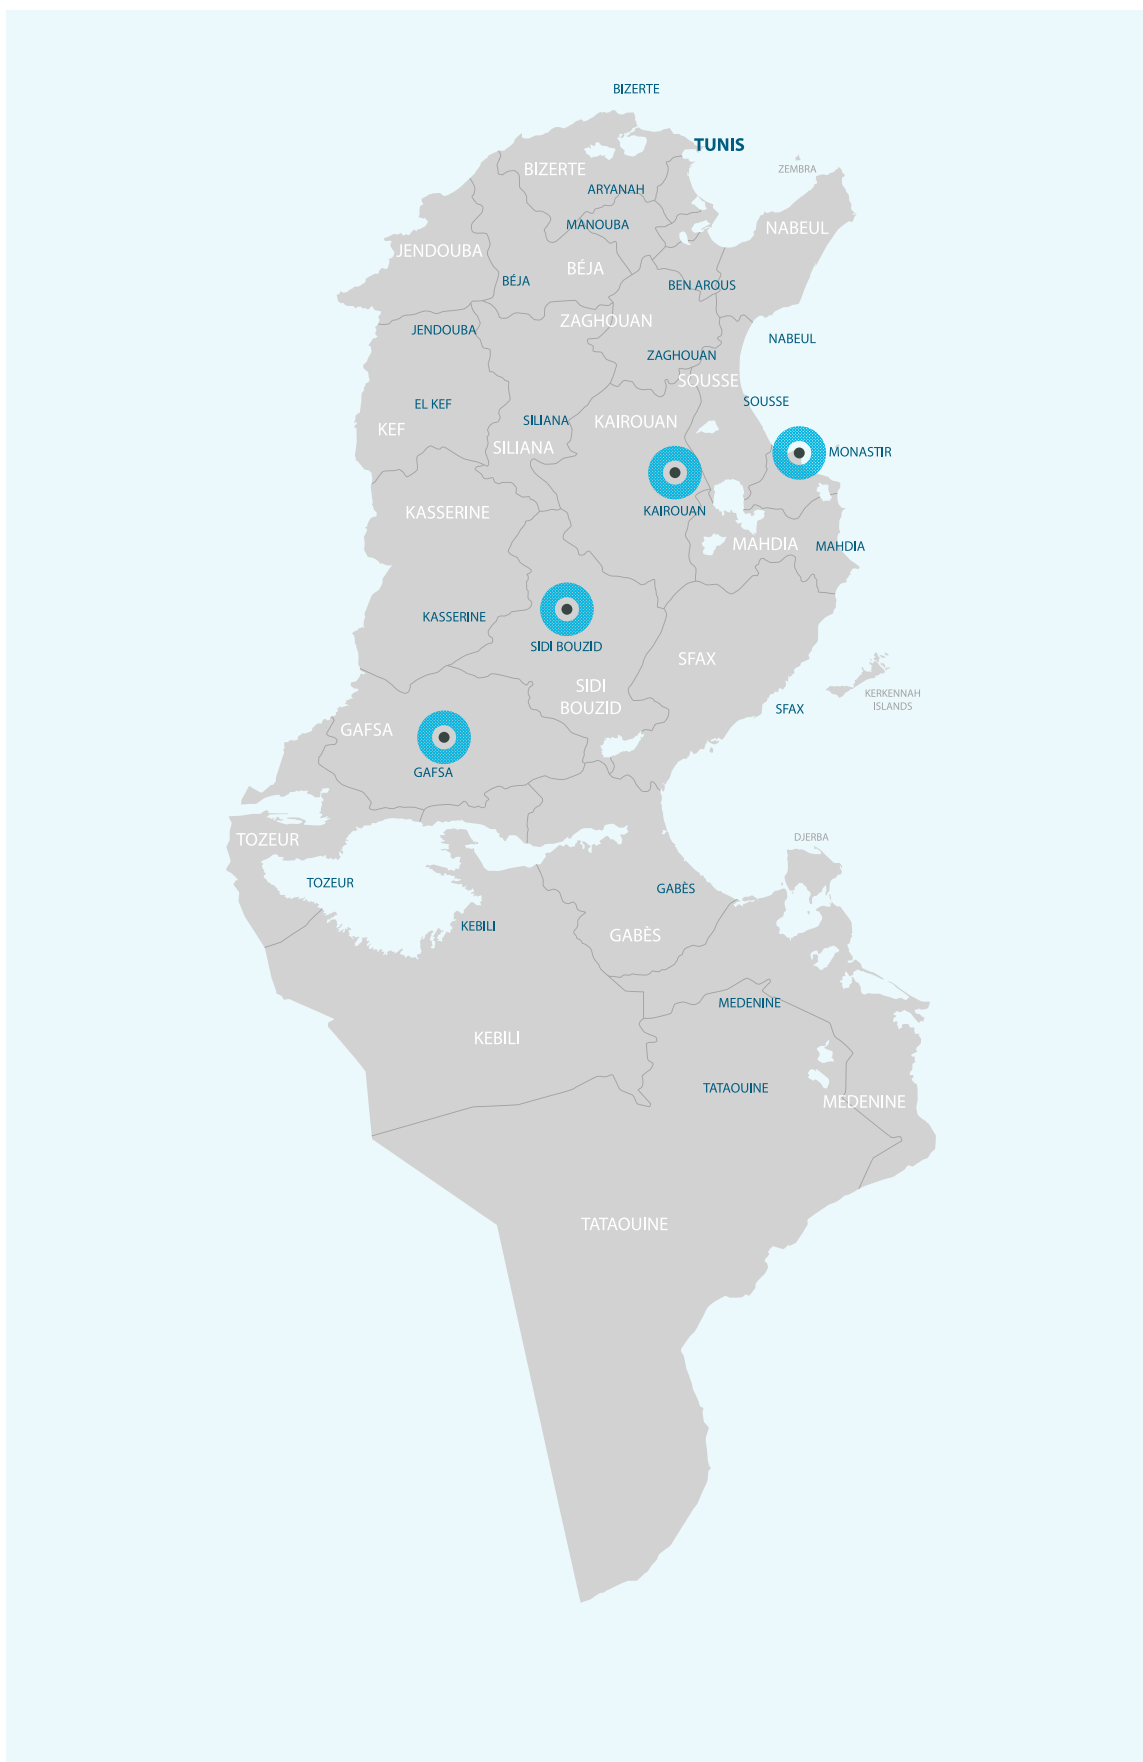 BIZERTE
TUNIS
ZEMBRA
BIZERTE
ARYANAH
MANOUBA
NABEUL
JENDOUBA
BÉJA
BÉJA
BEN AROUS
ZAGHOUAN
JENDOUBA
NABEUL
ZAGHOUAN
SOUSSE
SOUSSE
EL KEF
SILIANA
KAIROUAN
KEF
SILIANA
MONASTIR
KAIROUAN
KASSERINE
MAHDIA
MAHDIA
KASSERINE
SIDI BOUZID
SFAX
SIDI
BOUZID
KERKENNAH
ISLANDS
SFAX
GAFSA
GAFSA
TOZEUR
DJERBA
TOZEUR
GABÈS
KEBILI
GABÈS
MEDENINE
KEBILI
TATAOUINE
MEDENINE
TATAOUINE